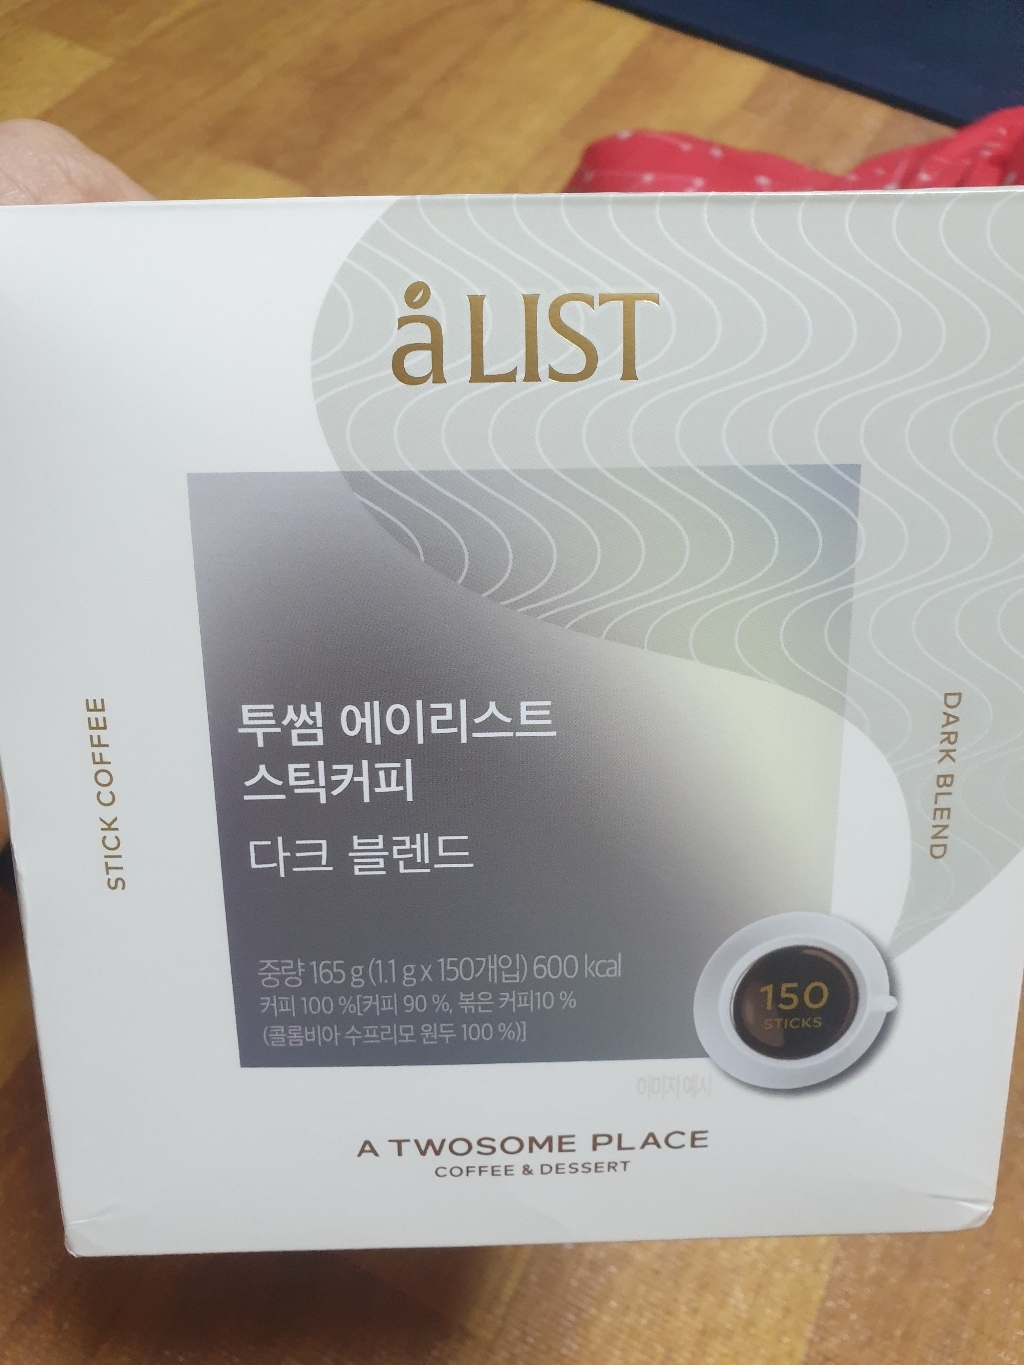 åLIST
투썸 에이리스트
스틱커피
다크 블렌드
STICK COFFEE
DARK BLEND
중량 165 g (1.1 g x 150개입) 600 kcal
커피 100 %[커피 90 %, 볶은 커피10 %
(콜롬비아 수프리모 원두 100 %)]
150
STICKS
이미지 예시
A TWOSOME PLACE
COFFEE & DESSERT